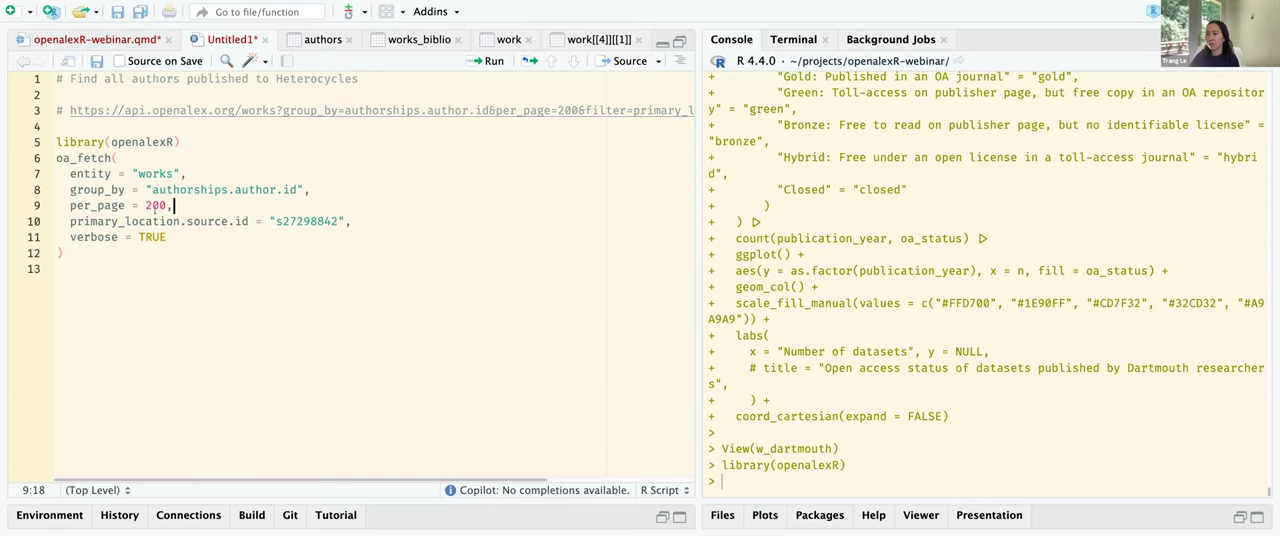 Go to file/function
Addins
openalexR-webinar.qmd*
Untitled1*
authors
works_biblio
work
work[[4]][[1]]
Source on Save
Run
Source
1 # Find all authors published to Heterocycles
2
3 # https://api.openalex.org/works?group_by=authorships.author.id&per_page=200&filter=primary_l
4
5 library(openalexR)
6 oa_fetch(
7 entity = "works",
8 group_by = "authorships.author.id",
9 per_page = 200,
10 primary_location.source.id = "s27298842",
11 verbose = TRUE
12 )
13
9:18 (Top Level) Copilot: No completions available. R Script
Environment History Connections Build Git Tutorial
Console Terminal Background Jobs
Trang Le
R 4.4.0 · ~/projects/openalexR-webinar/
+ "Gold: Published in an OA journal" = "gold",
+ "Green: Toll-access on publisher page, but free copy in an OA repositor
y" = "green",
+ "Bronze: Free to read on publisher page, but no identifiable license" =
"bronze",
+ "Hybrid: Free under an open license in a toll-access journal" = "hybri
d",
+ "Closed" = "closed"
+ )
+ ) |>
+ count(publication_year, oa_status) |>
+ ggplot() +
+ aes(y = as.factor(publication_year), x = n, fill = oa_status) +
+ geom_col() +
+ scale_fill_manual(values = c("#FFD700", "#1E90FF", "#CD7F32", "#32CD32", "#A9
A9A9")) +
+ labs(
+ x = "Number of datasets", y = NULL,
+ # title = "Open access status of datasets published by Dartmouth researcher
s",
+ ) +
+ coord_cartesian(expand = FALSE)
>
> View(w_dartmouth)
> library(openalexR)
>
Files Plots Packages Help Viewer Presentation